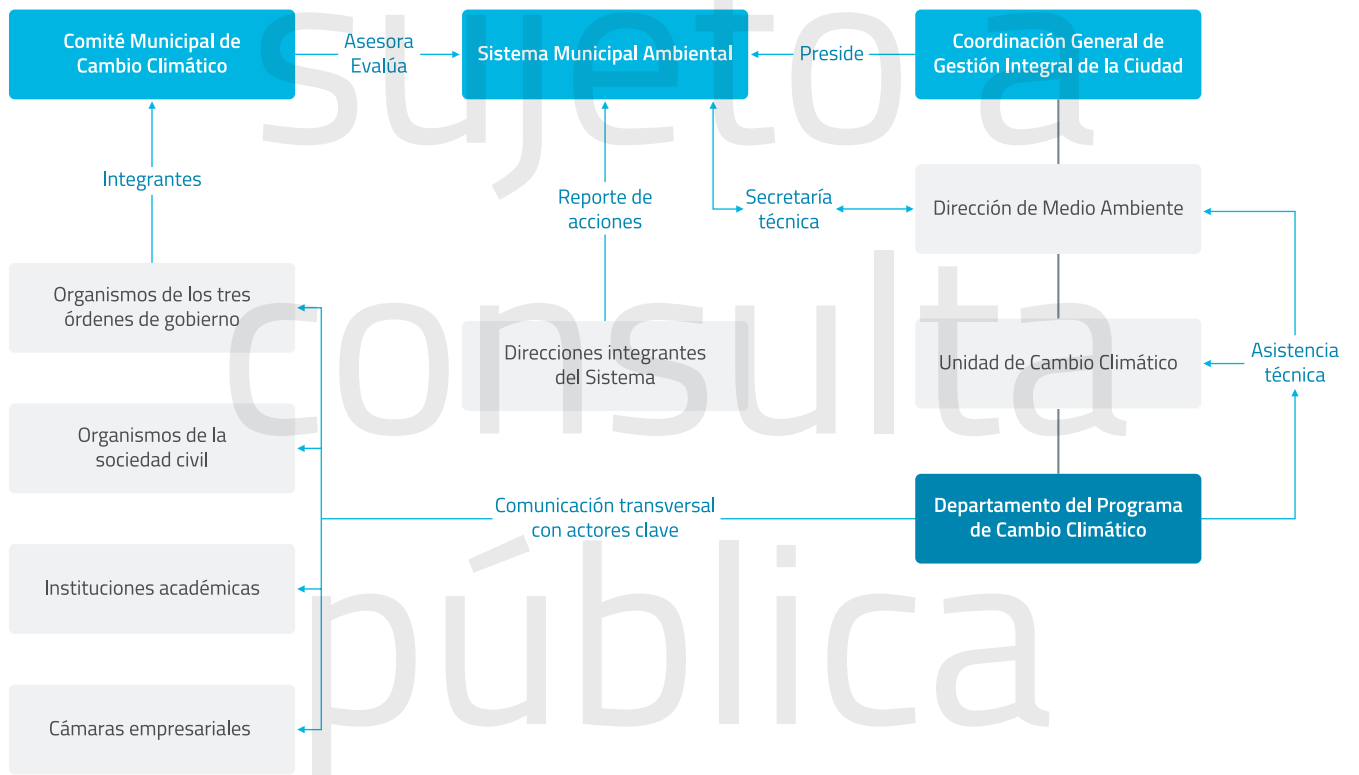 Comité Municipal de
Cambio Climático
Asesora
Evalúa
Sistema Municipal Ambiental
Preside
Coordinación General de
Gestión Integral de la Ciudad
Integrantes
Reporte de
acciones
Secretaría
técnica
Dirección de Medio Ambiente
Organismos de los tres
órdenes de gobierno
Direcciones integrantes
del Sistema
Unidad de Cambio Climático
Asistencia
técnica
Organismos de la
sociedad civil
Comunicación transversal
con actores clave
Departamento del Programa
de Cambio Climático
Instituciones académicas
Cámaras empresariales
sujeto a
consulta
pública